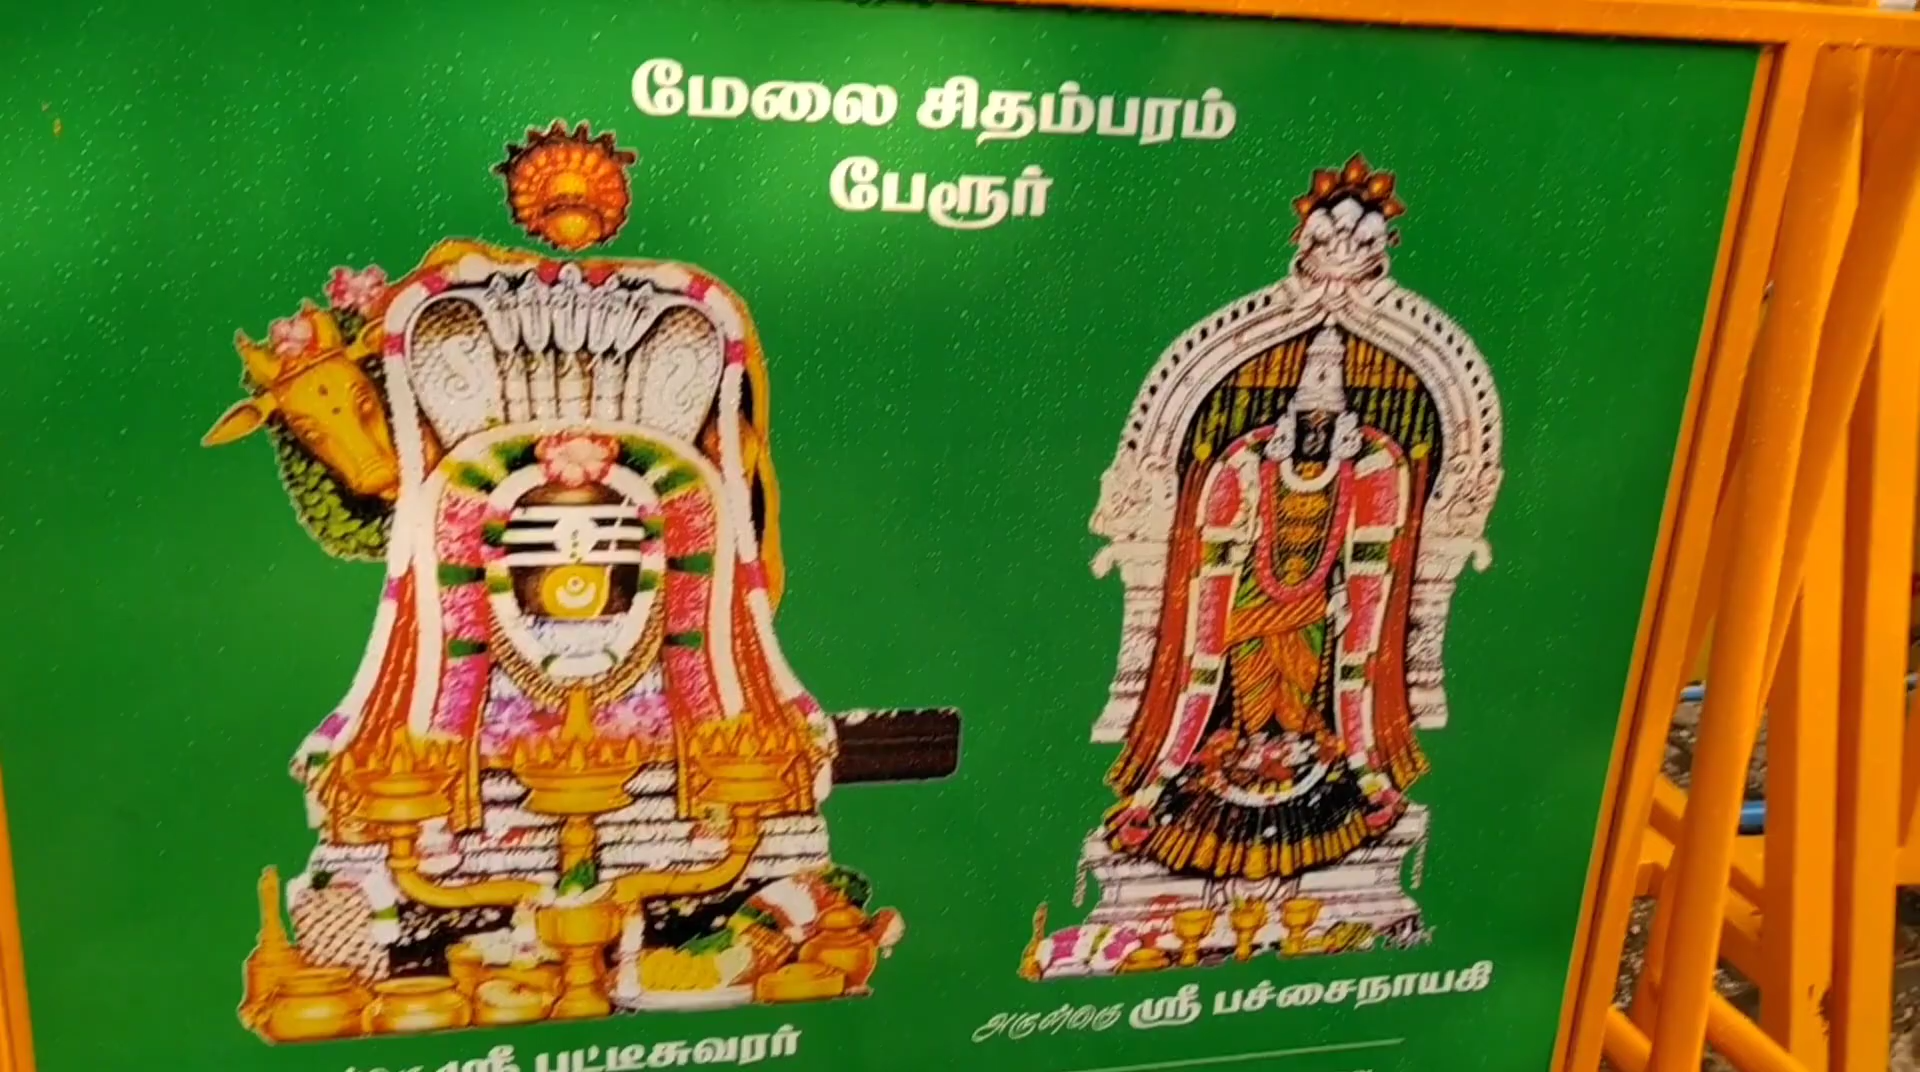 மேலை சிதம்பரம்
பேரூர்
அருள்மிகு ஸ்ரீ பச்சைநாயகி
ஸ்ரீ பட்டீசுவரர்